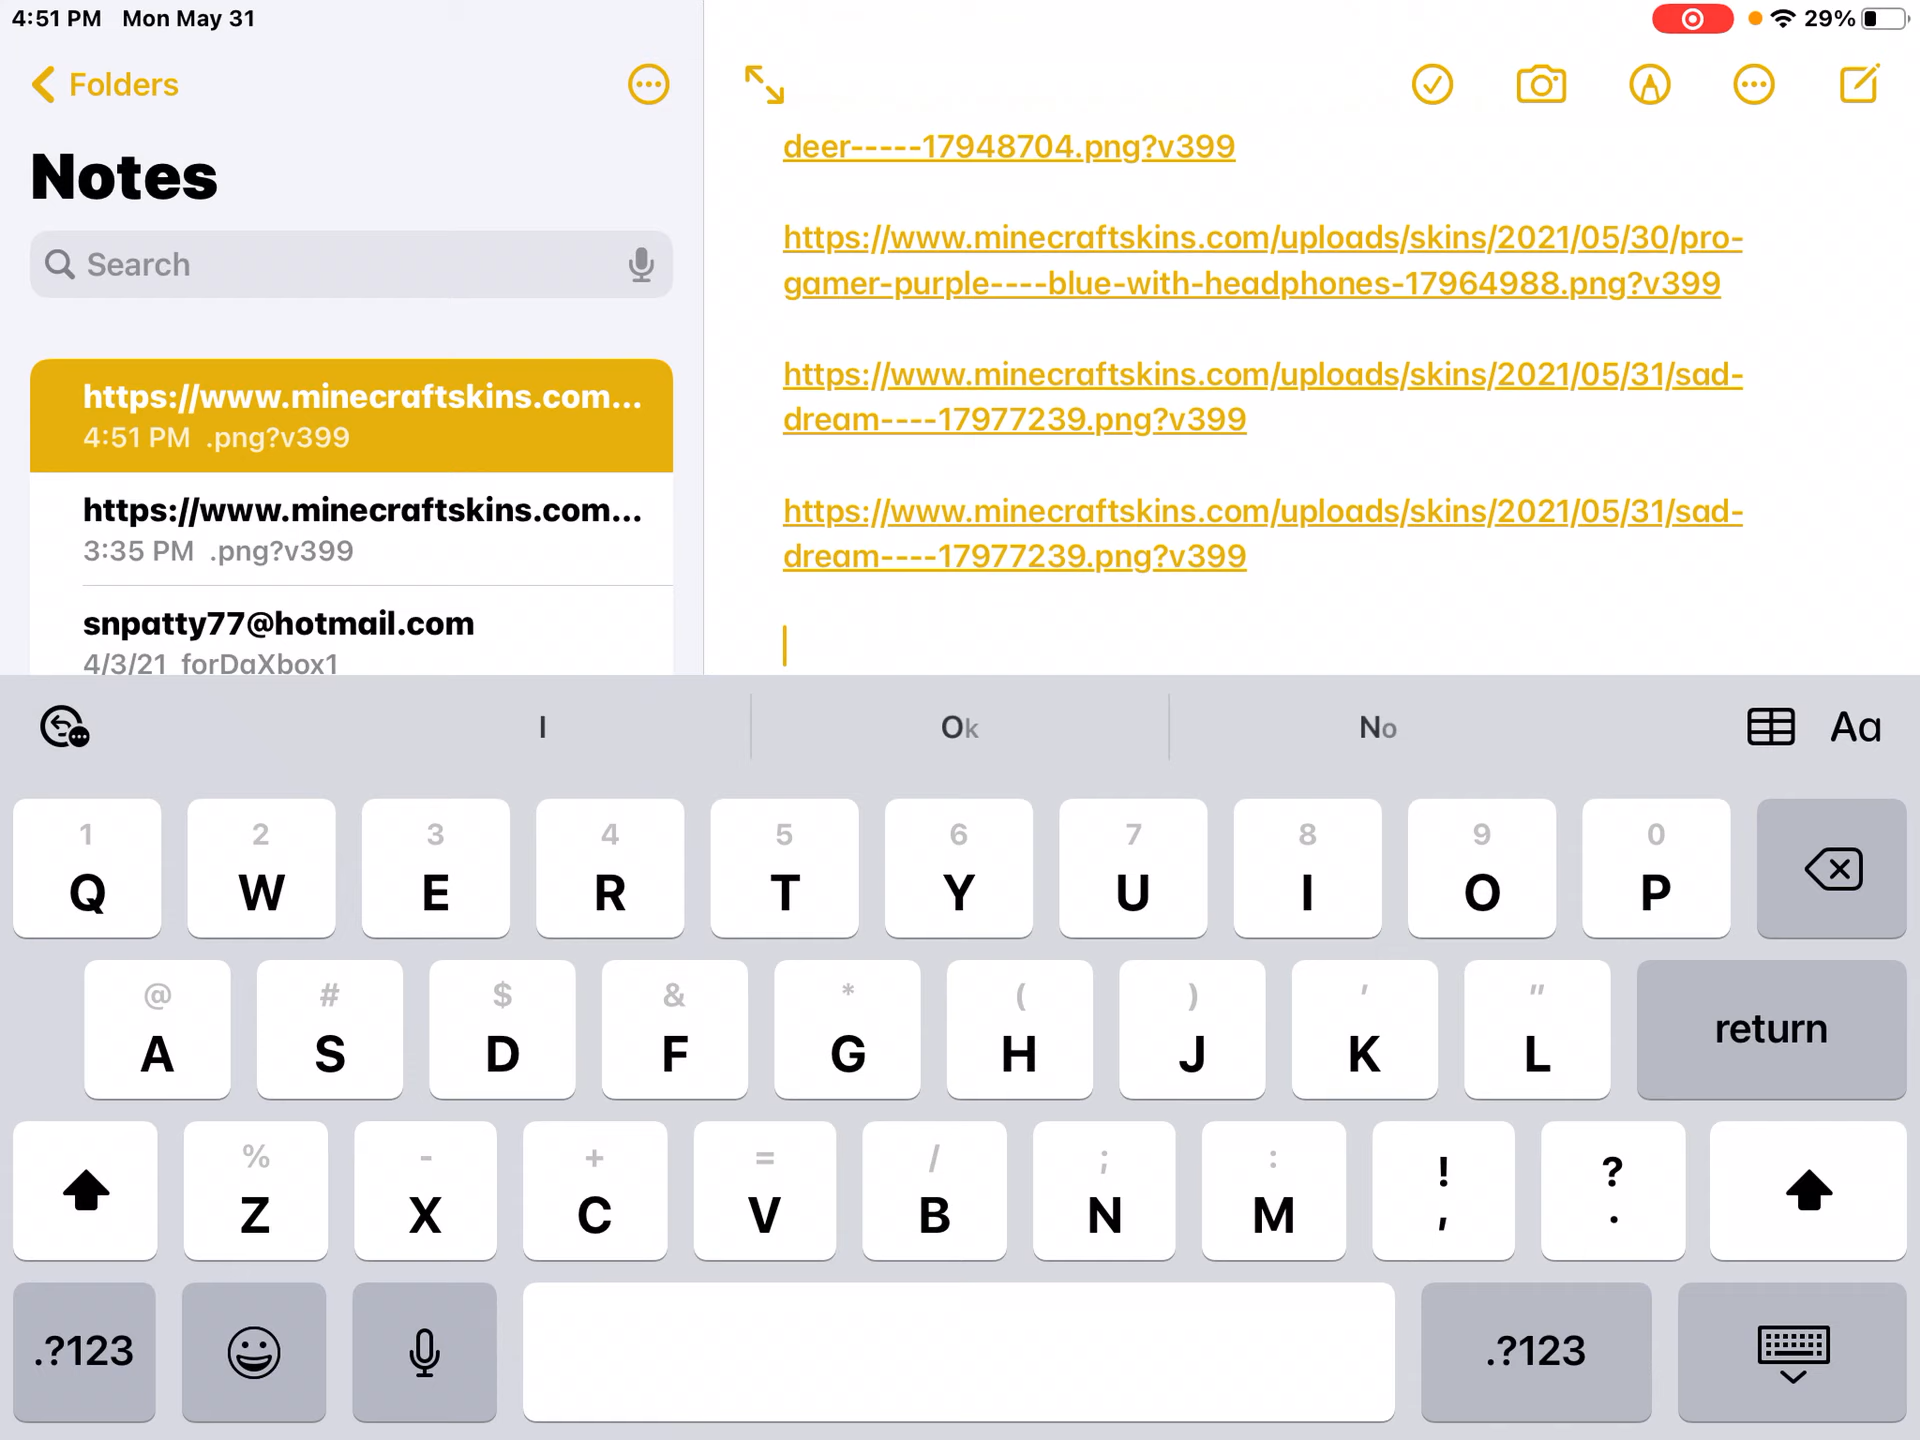 4:51 PM Mon May 31
29%
Folders
Notes
Search
https://www.minecraftskins.com...
4:51 PM .png?v399
https://www.minecraftskins.com...
3:35 PM .png?v399
snpatty77@hotmail.com
4/3/21 forDaXbox1
deer-----17948704.png?v399
https://www.minecraftskins.com/uploads/skins/2021/05/30/pro-
gamer-purple----blue-with-headphones-17964988.png?v399
https://www.minecraftskins.com/uploads/skins/2021/05/31/sad-
dream----17977239.png?v399
https://www.minecraftskins.com/uploads/skins/2021/05/31/sad-
dream----17977239.png?v399
I Ok No Aa
1 2 3 4 5 6 7 8 9 0
Q W E R T Y U I O P
@ # $ & * ( ) ' "
A S D F G H J K L return
% - + = / ; : ! ?
Z X C V B N M , .
.?123 .?123